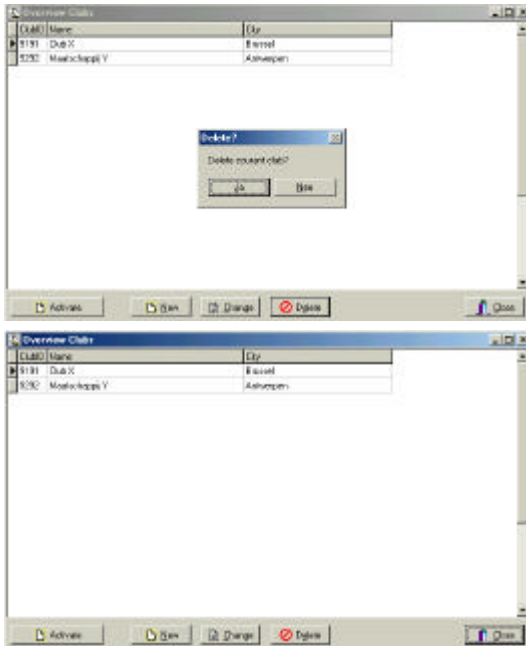 Overview Clubs
ClubID Name City
9191 Club X Brussel
9292 Maatschappij Y Antwerpen
Delete?
Delete courant club?
Ja Nee
Activate New Change Delete Close
Overview Clubs
ClubID Name City
9191 Club X Brussel
9292 Maatschappij Y Antwerpen
Activate New Change Delete Close